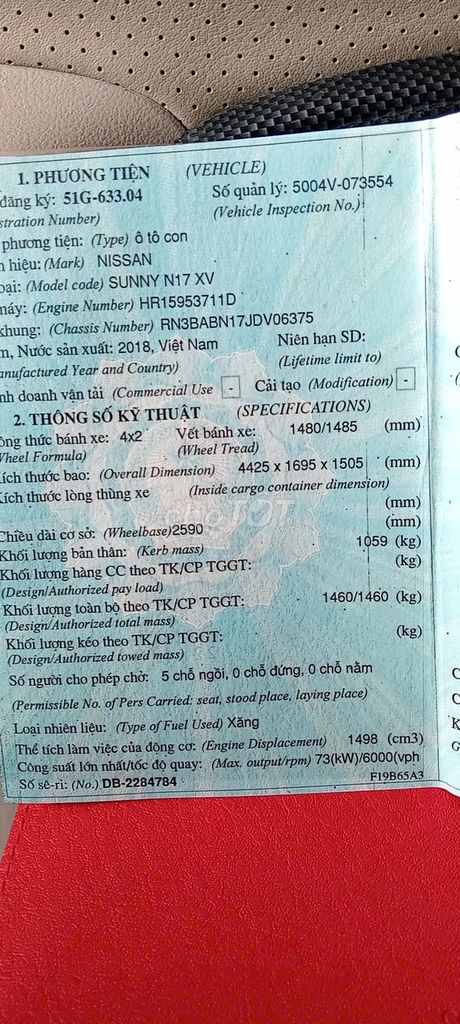 1. PHƯƠNG TIỆN (VEHICLE)
đăng ký: 51G-633.04 Số quản lý: 5004V-073554
stration Number) (Vehicle Inspection No.)
phương tiện: (Type) ô tô con
hiệu: (Mark) NISSAN
oại: (Model code) SUNNY N17 XV
máy: (Engine Number) HR15953711D
khung: (Chassis Number) RN3BABN17JDV06375
m, Nước sản xuất: 2018, Việt Nam Niên hạn SD:
anufactured Year and Country) (Lifetime limit to)
nh doanh vận tải (Commercial Use - Cải tạo (Modification) -
2. THÔNG SỐ KỸ THUẬT (SPECIFICATIONS)
ông thức bánh xe: 4x2 Vết bánh xe: 1480/1485 (mm)
Wheel Formula) (Wheel Tread)
Kích thước bao: (Overall Dimension) 4425 x 1695 x 1505 (mm)
Kích thước lòng thùng xe (Inside cargo container dimension)
(mm)
Chiều dài cơ sở: (Wheelbase)2590 (mm)
Khối lượng bản thân: (Kerb mass) 1059 (kg)
Khối lượng hàng CC theo TK/CP TGGT: (kg)
(Design/Authorized pay load)
Khối lượng toàn bộ theo TK/CP TGGT: 1460/1460 (kg)
(Design/Authorized total mass)
Khối lượng kéo theo TK/CP TGGT: (kg)
(Design/Authorized towed mass)
Số người cho phép chở: 5 chỗ ngồi, 0 chỗ đứng, 0 chỗ nằm
(Permissible No. of Pers Carried: seat, stood place, laying place)
Loại nhiên liệu: (Type of Fuel Used) Xăng
Thể tích làm việc của động cơ: (Engine Displacement) 1498 (cm3)
Công suất lớn nhất/tốc độ quay: (Max. output/rpm) 73(kW)/6000(vph
Số sê-ri: (No.) DB-2284784 F19B65A3